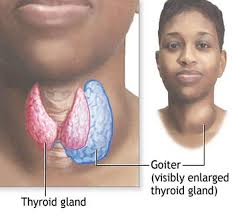 Thyroid gland
Goiter
(visibly enlarged
thyroid gland)